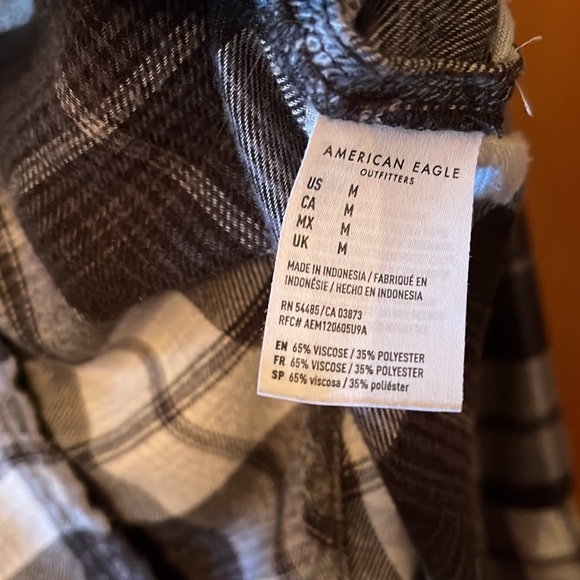 AMERICAN EAGLE
OUTFITTERS
US M
CA M
MX M
UK M
MADE IN INDONESIA / FABRIQUÉ EN
INDONÉSIE / HECHO EN INDONESIA
RN 54485/CA 03873
RFC# AEM120605U9A
EN 65% VISCOSE / 35% POLYESTER
FR 65% VISCOSE / 35% POLYESTER
SP 65% viscosa / 35% poliéster